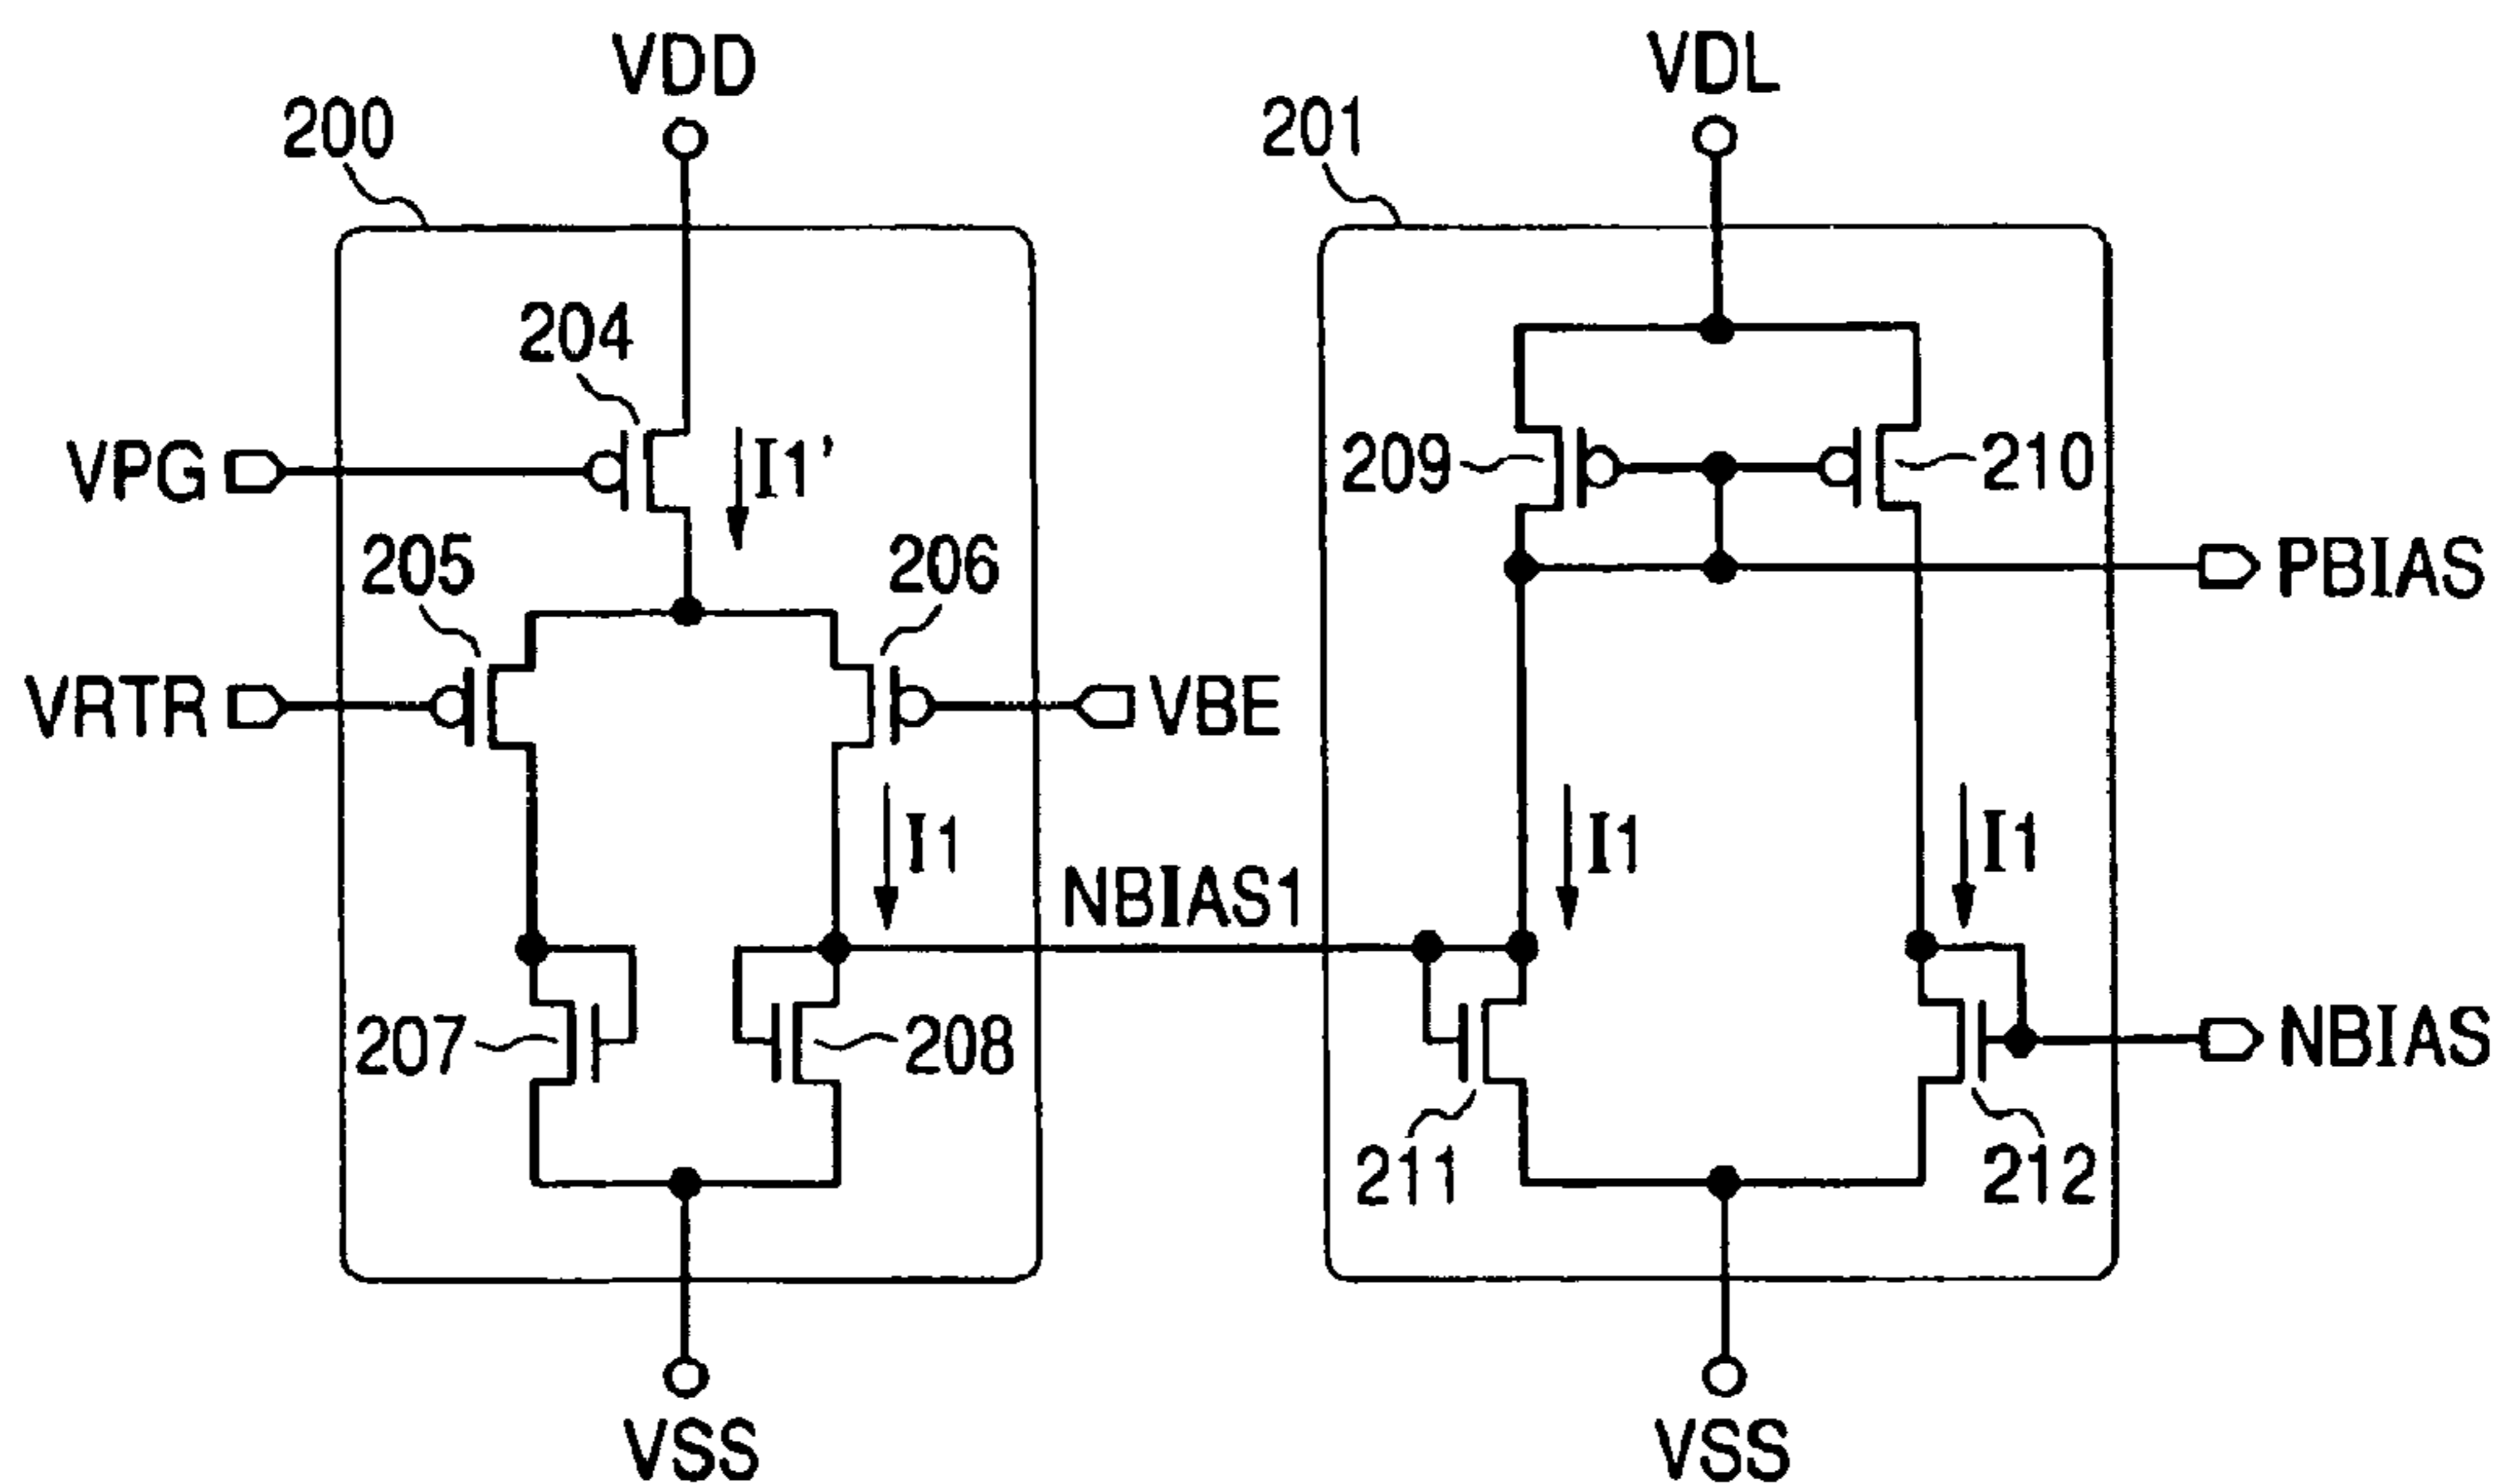 VDD
VDL
200
201
204
VPG
I1'
209
210
205
206
PBIAS
VRTR
VBE
I1
I1
I1
NBIAS1
207
208
NBIAS
211
212
VSS
VSS